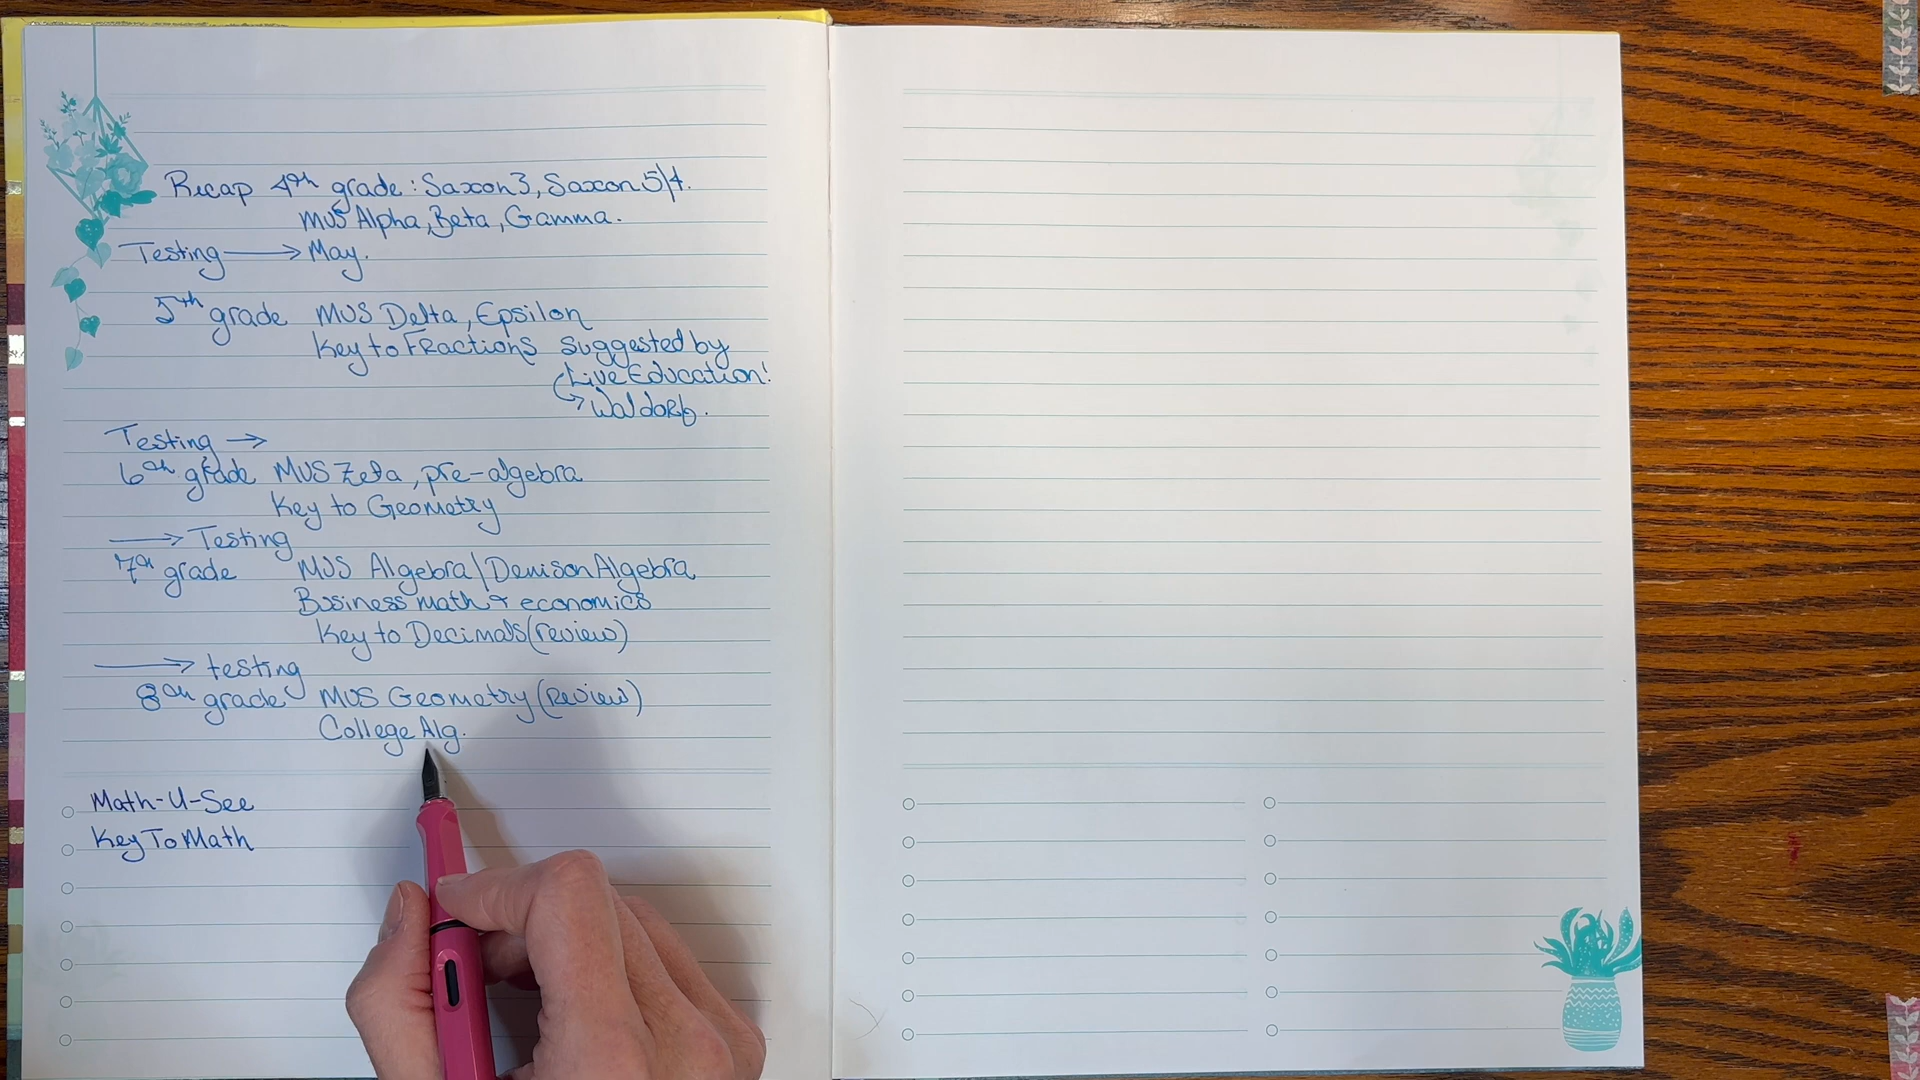 Recap 4th grade: Saxon 3, Saxon 5/4.
MUS Alpha, Beta, Gamma.
Testing → May.
5th grade MUS Delta, Epsilon
Key to Fractions suggested by
Live Education!
↳ Waldorf.
Testing →
6th grade MUS Zeta, pre-algebra
Key to Geometry
→ Testing
7th grade MUS Algebra/Denison Algebra
Business math & economics
Key to Decimals (review)
→ testing
8th grade MUS Geometry (Review)
College Alg.
Math-U-See
Key To Math